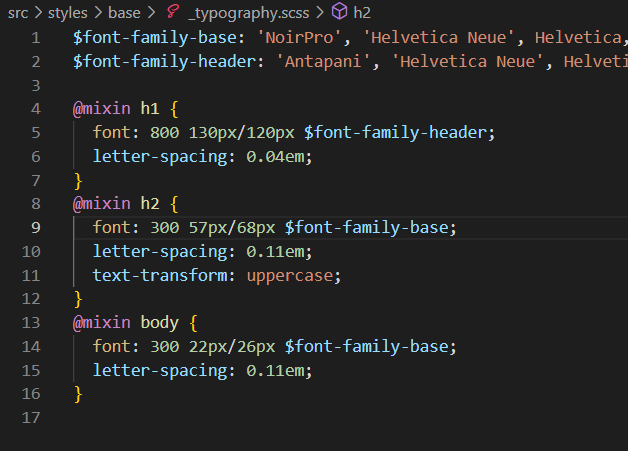 src > styles > base > _typography.scss > h2
1 $font-family-base: 'NoirPro', 'Helvetica Neue', Helvetica,
2 $font-family-header: 'Antapani', 'Helvetica Neue', Helveti
3
4 @mixin h1 {
5 font: 800 130px/120px $font-family-header;
6 letter-spacing: 0.04em;
7 }
8 @mixin h2 {
9 font: 300 57px/68px $font-family-base;
10 letter-spacing: 0.11em;
11 text-transform: uppercase;
12 }
13 @mixin body {
14 font: 300 22px/26px $font-family-base;
15 letter-spacing: 0.11em;
16 }
17